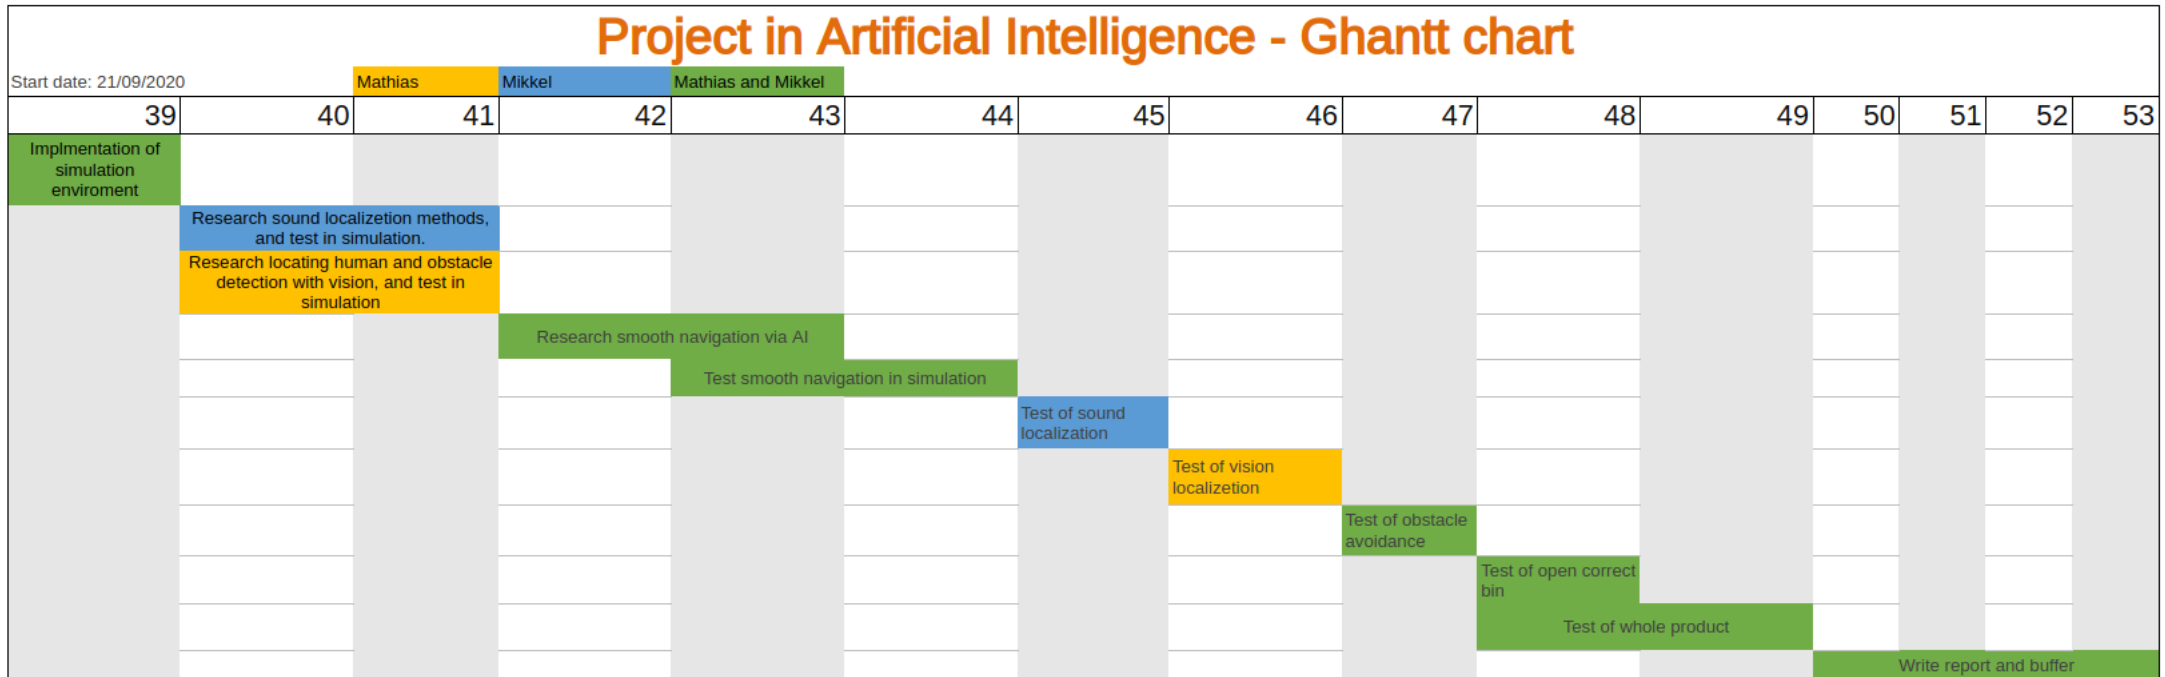 Project in Artificial Intelligence - Ghantt chart
Start date: 21/09/2020 Mathias Mikkel Mathias and Mikkel
39 40 41 42 43 44 45 46 47 48 49 50 51 52 53
Implmentation of
simulation
enviroment
Research sound localizetion methods,
and test in simulation.
Research locating human and obstacle
detection with vision, and test in
simulation
Research smooth navigation via AI
Test smooth navigation in simulation
Test of sound
localization
Test of vision
localizetion
Test of obstacle
avoidance
Test of open correct
bin
Test of whole product
Write report and buffer